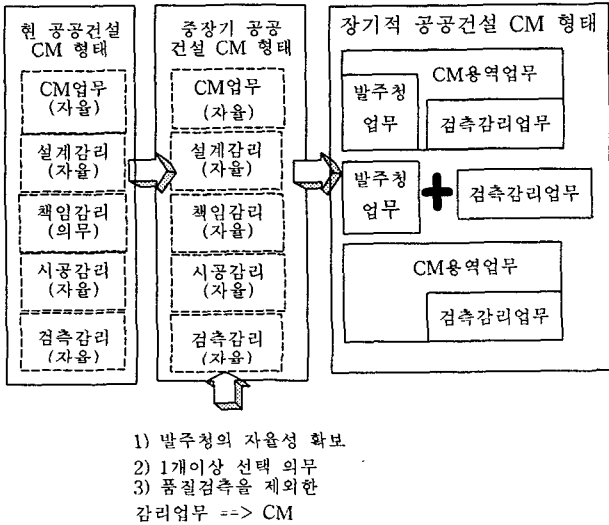 현 공공건설
CM 형태
CM업무
(자율)
설계감리
(자율)
책임감리
(의무)
시공감리
(자율)
검측감리
(자율)
중장기 공공
건설 CM 형태
CM업무
(자율)
설계감리
(자율)
책임감리
(자율)
시공감리
(자율)
검측감리
(자율)
장기적 공공건설 CM 형태
CM용역업무
발주청
업무
검측감리업무
발주청
업무
검측감리업무
CM용역업무
검측감리업무
1) 발주청의 자율성 확보
2) 1개이상 선택 의무
3) 품질검측을 제외한
감리업무 ==> CM